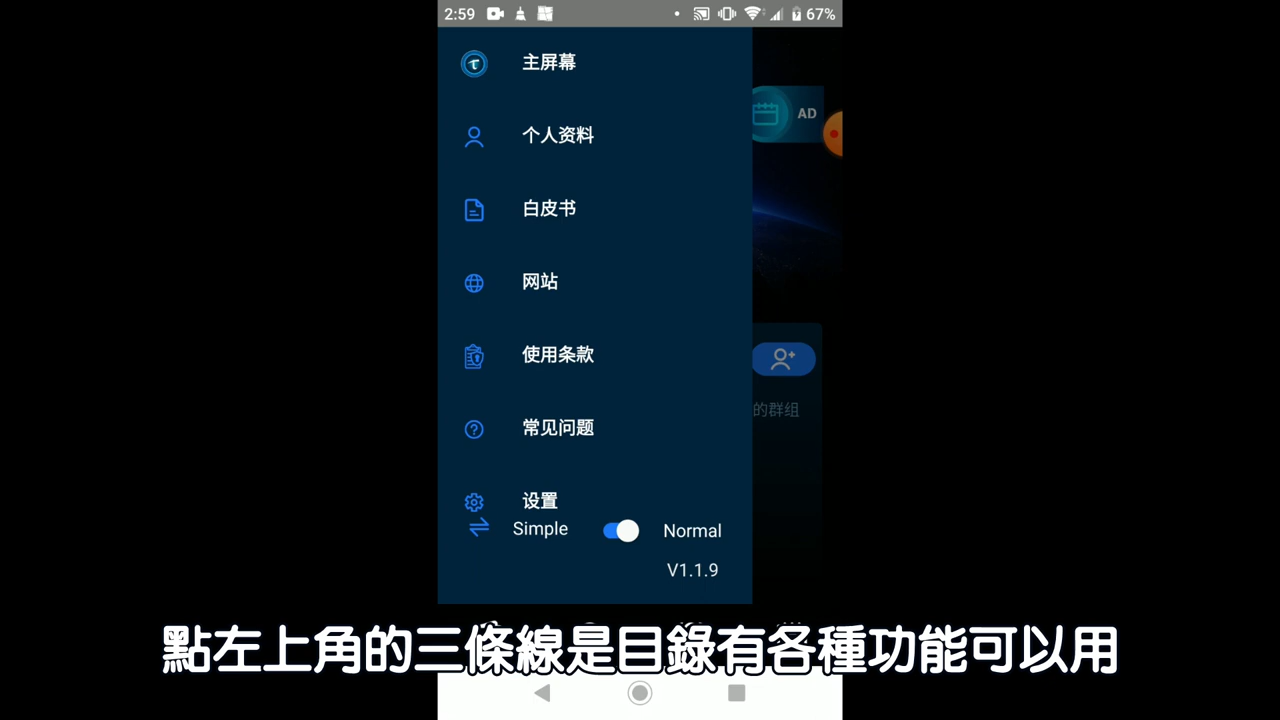 2:59
67%
主屏幕
个人资料
AD
白皮书
网站
使用条款
的群组
常见问题
设置
Simple
Normal
V1.1.9
點左上角的三條線是目錄有各種功能可以用